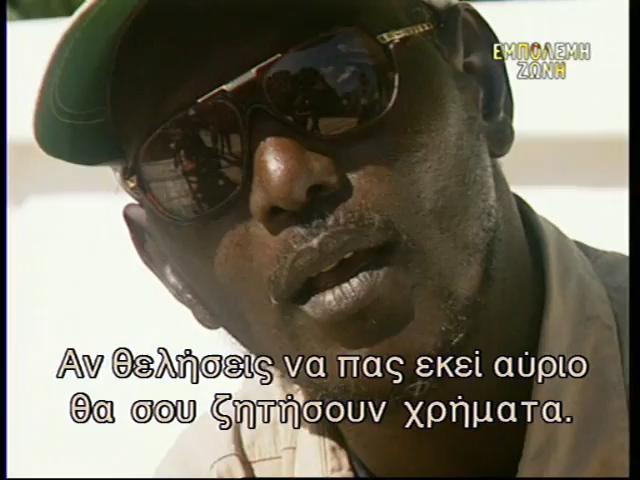 ΕΜΠΟΛΕΜΗ
ΖΩΝΗ
Αν θελήσεις να πας εκεί αύριο
θα σου ζητήσουν χρήματα.